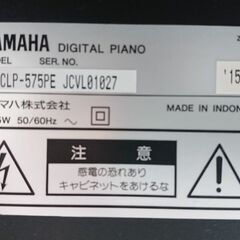 YAMAHA DIGITAL PIANO
DEL SER NO.
CLP-575PE JCVL01027
'15
マハ株式会社 MADE IN INDON
5W 50/60Hz
注 意
感電の恐れあり
キャビネットをあけるな